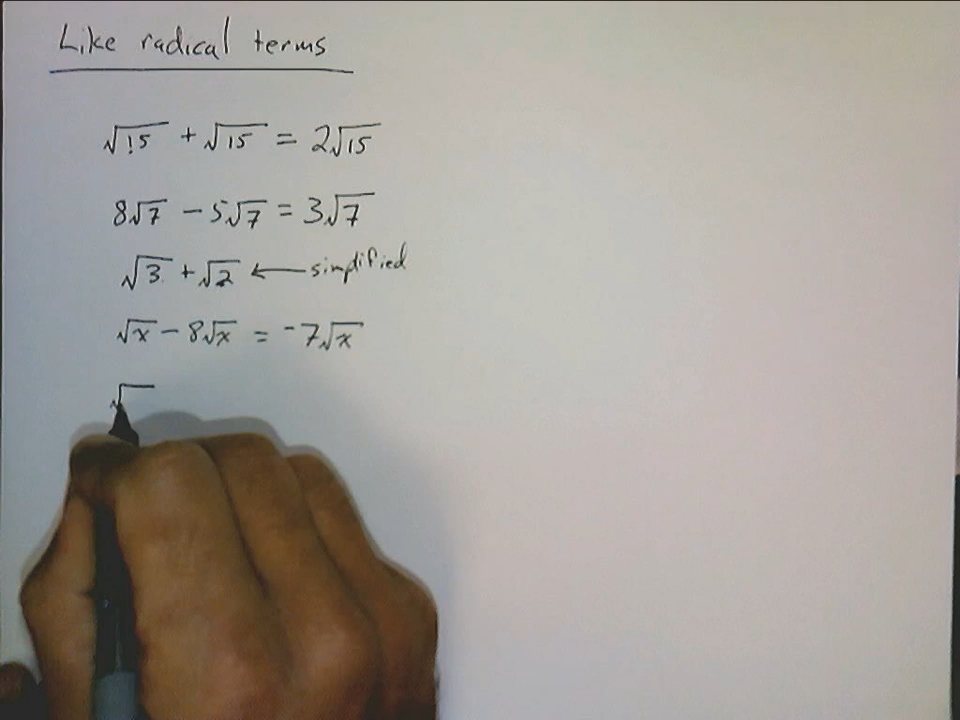 Like radical terms
√15 + √15 = 2√15
8√7 − 5√7 = 3√7
√3 + √2 ← simplified
√x − 8√x = -7√x
√